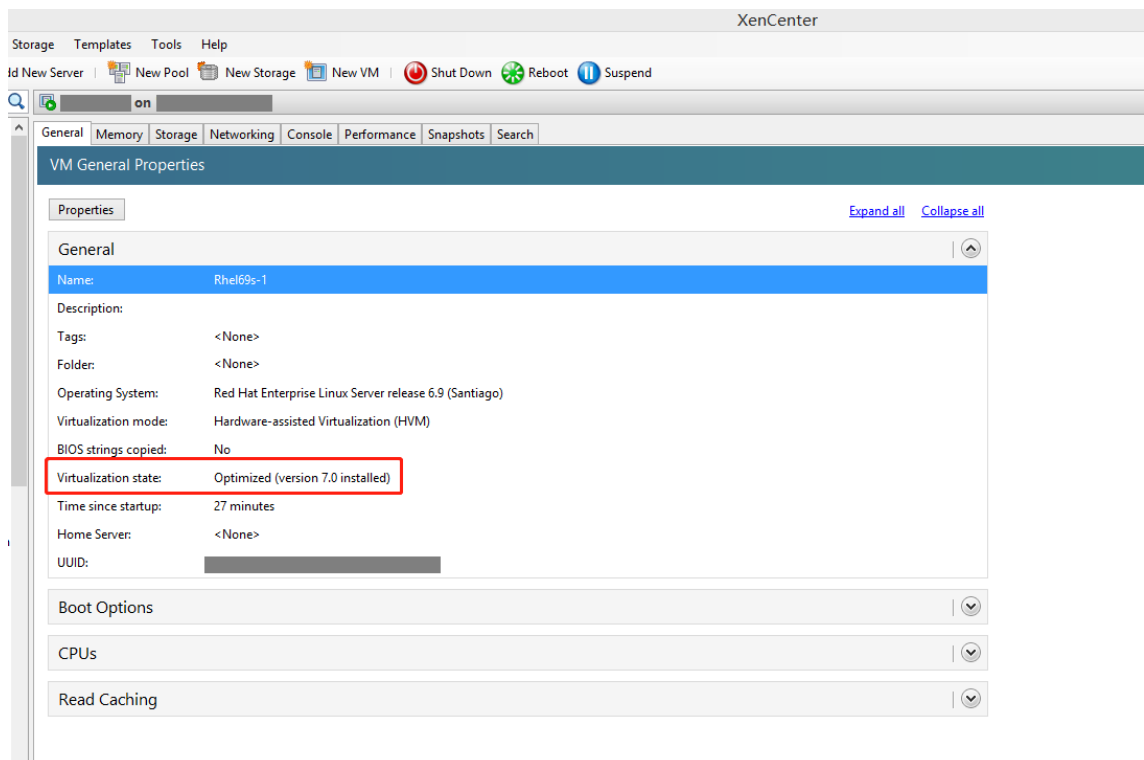 XenCenter
Storage Templates Tools Help
dd New Server New Pool New Storage New VM Shut Down Reboot Suspend
on
General Memory Storage Networking Console Performance Snapshots Search
VM General Properties
Properties Expand all Collapse all
General
Name: Rhel69s-1
Description:
Tags: <None>
Folder: <None>
Operating System: Red Hat Enterprise Linux Server release 6.9 (Santiago)
Virtualization mode: Hardware-assisted Virtualization (HVM)
BIOS strings copied: No
Virtualization state: Optimized (version 7.0 installed)
Time since startup: 27 minutes
Home Server: <None>
UUID:
Boot Options
CPUs
Read Caching